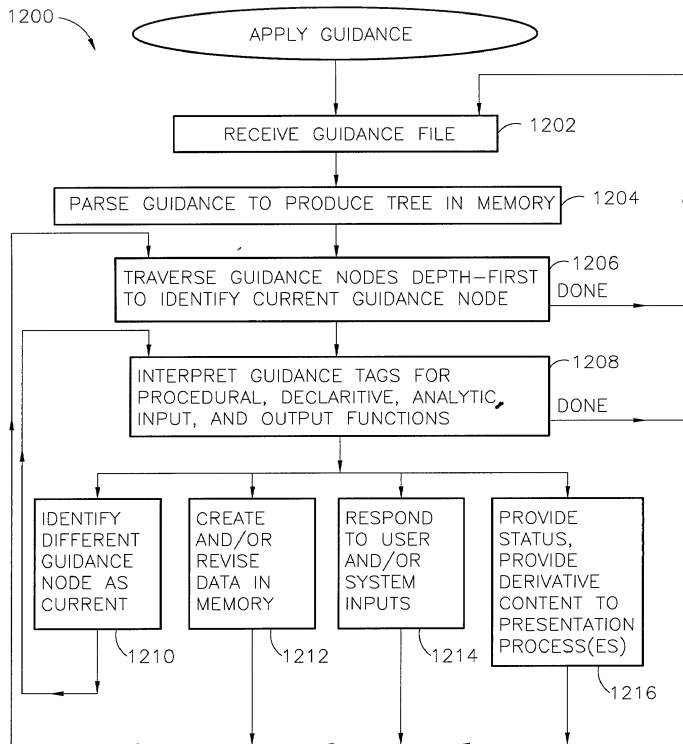 1200
APPLY GUIDANCE
RECEIVE GUIDANCE FILE
1202
PARSE GUIDANCE TO PRODUCE TREE IN MEMORY
1204
TRAVERSE GUIDANCE NODES DEPTH-FIRST
TO IDENTIFY CURRENT GUIDANCE NODE
1206
DONE
INTERPRET GUIDANCE TAGS FOR
PROCEDURAL, DECLARITIVE, ANALYTIC,
INPUT, AND OUTPUT FUNCTIONS
1208
DONE
IDENTIFY
DIFFERENT
GUIDANCE
NODE AS
CURRENT
1210
CREATE
AND/OR
REVISE
DATA IN
MEMORY
1212
RESPOND
TO USER
AND/OR
SYSTEM
INPUTS
1214
PROVIDE
STATUS,
PROVIDE
DERIVATIVE
CONTENT TO
PRESENTATION
PROCESS(ES)
1216